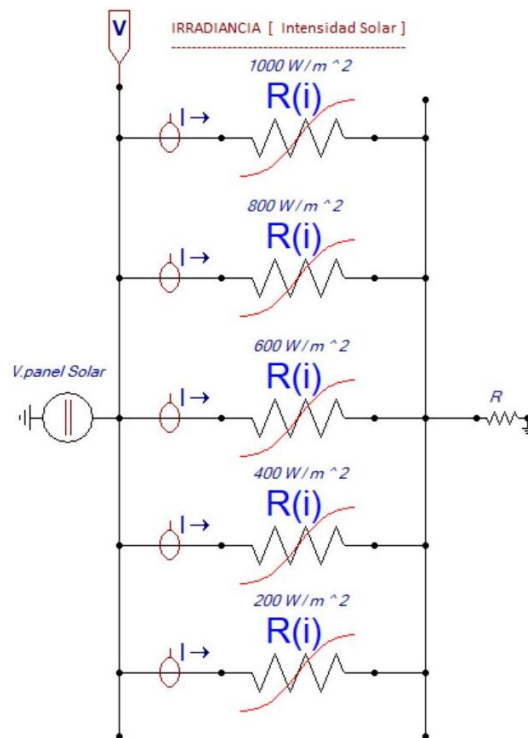 V
IRRADIANCIA [ Intensidad Solar ]
1000 W/m^2
I→
R(i)
800 W/m^2
I→
R(i)
600 W/m^2
V.panel Solar
I→
R(i)
R
400 W/m^2
I→
R(i)
200 W/m^2
I→
R(i)